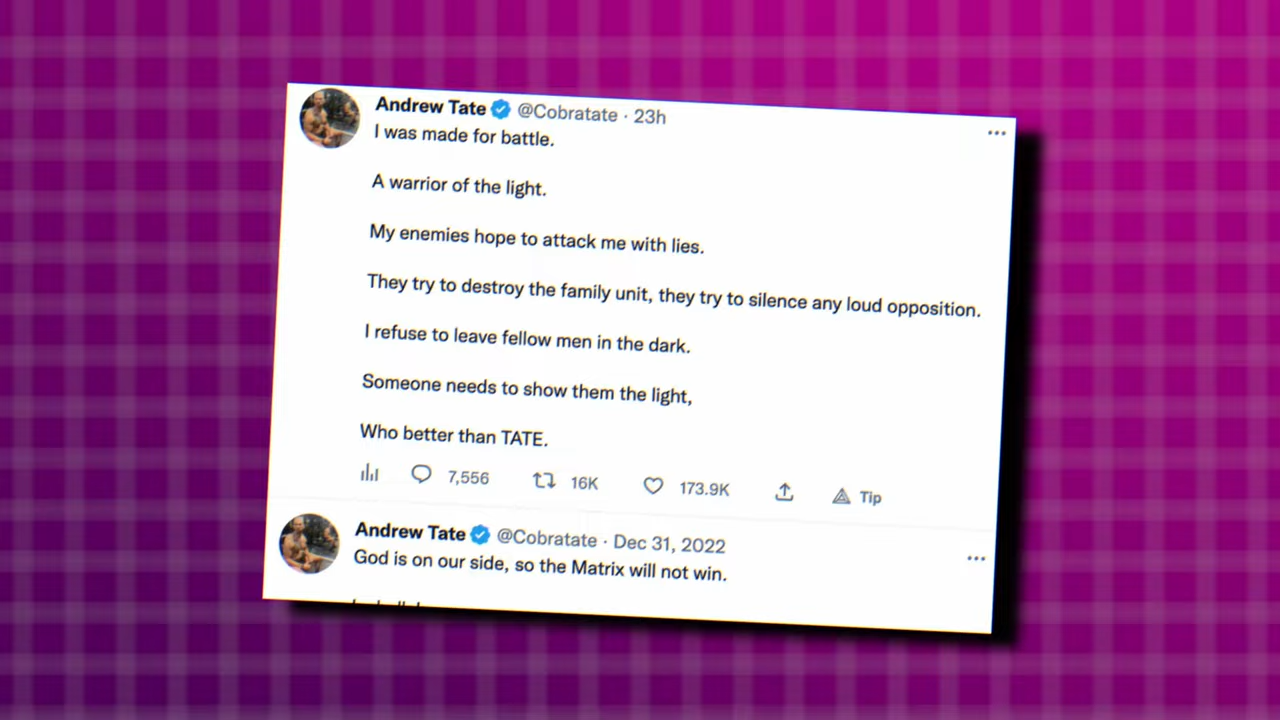 Andrew Tate @Cobratate · 23h
I was made for battle.
A warrior of the light.
My enemies hope to attack me with lies.
They try to destroy the family unit, they try to silence any loud opposition.
I refuse to leave fellow men in the dark.
Someone needs to show them the light,
Who better than TATE.
7,556 16K 173.9K Tip
Andrew Tate @Cobratate · Dec 31, 2022
God is on our side, so the Matrix will not win.